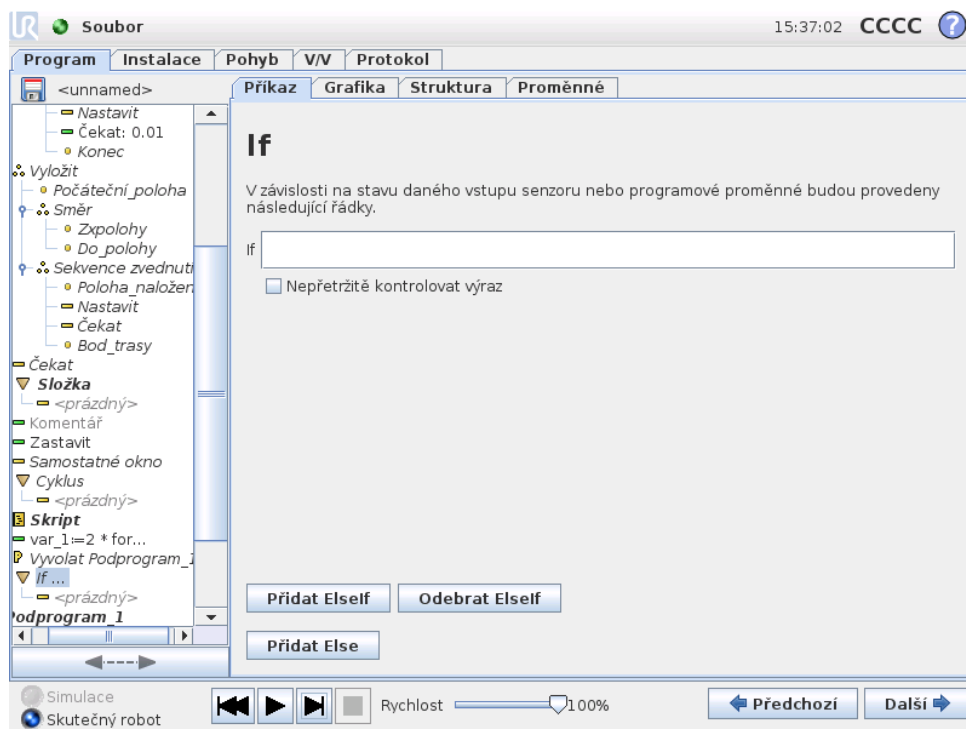 UR Soubor 15:37:02 CCCC ?
Program Instalace Pohyb V/V Protokol
<unnamed>
Příkaz Grafika Struktura Proměnné
Nastavit
Čekat: 0.01
Konec
Vyložit
Počáteční_poloha
Směr
Zxpolohy
Do_polohy
Sekvence zvednutí
Poloha_naložen
Nastavit
Čekat
Bod_trasy
Čekat
Složka
<prázdný>
Komentář
Zastavit
Samostatné okno
Cyklus
<prázdný>
Skript
var_1:=2 * for...
Vyvolat Podprogram_1
If ...
<prázdný>
Podprogram_1
If
V závislosti na stavu daného vstupu senzoru nebo programové proměnné budou provedeny
následující řádky.
If
Nepřetržitě kontrolovat výraz
Přidat ElseIf Odebrat ElseIf
Přidat Else
Simulace
Skutečný robot
Rychlost 100%
Předchozí Další